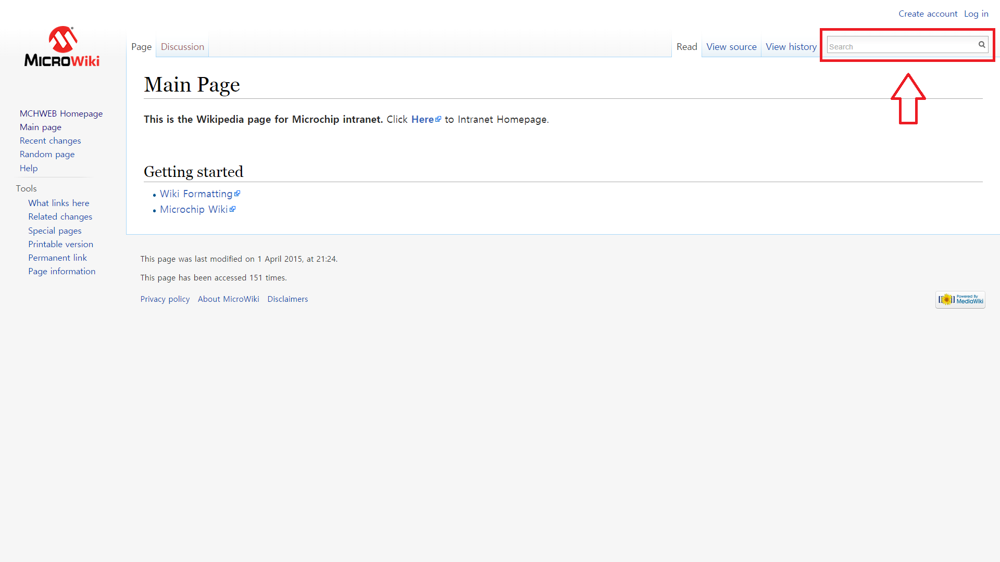 Create account Log in
MICROWiki
Page Discussion Read View source View history Search
Main Page
This is the Wikipedia page for Microchip intranet. Click Here to Intranet Homepage.
Getting started
Wiki Formatting
Microchip Wiki
MCHWEB Homepage
Main page
Recent changes
Random page
Help
Tools
What links here
Related changes
Special pages
Printable version
Permanent link
Page information
This page was last modified on 1 April 2015, at 21:24.
This page has been accessed 151 times.
Privacy policy About MicroWiki Disclaimers
Powered By
MediaWiki